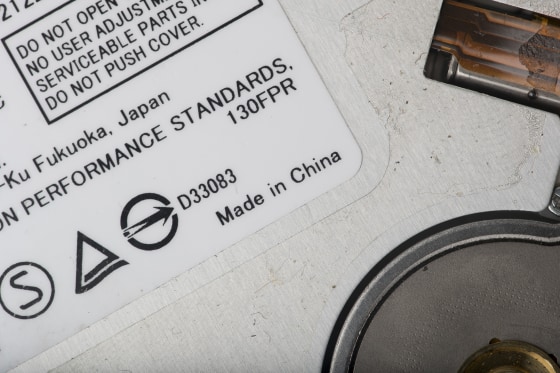 DO NOT OPEN
NO USER ADJUSTM
SERVICEABLE PARTS IN
DO NOT PUSH COVER.
-Ku Fukuoka, Japan
ON PERFORMANCE STANDARDS,
130FPR
D33083
Made in China
S